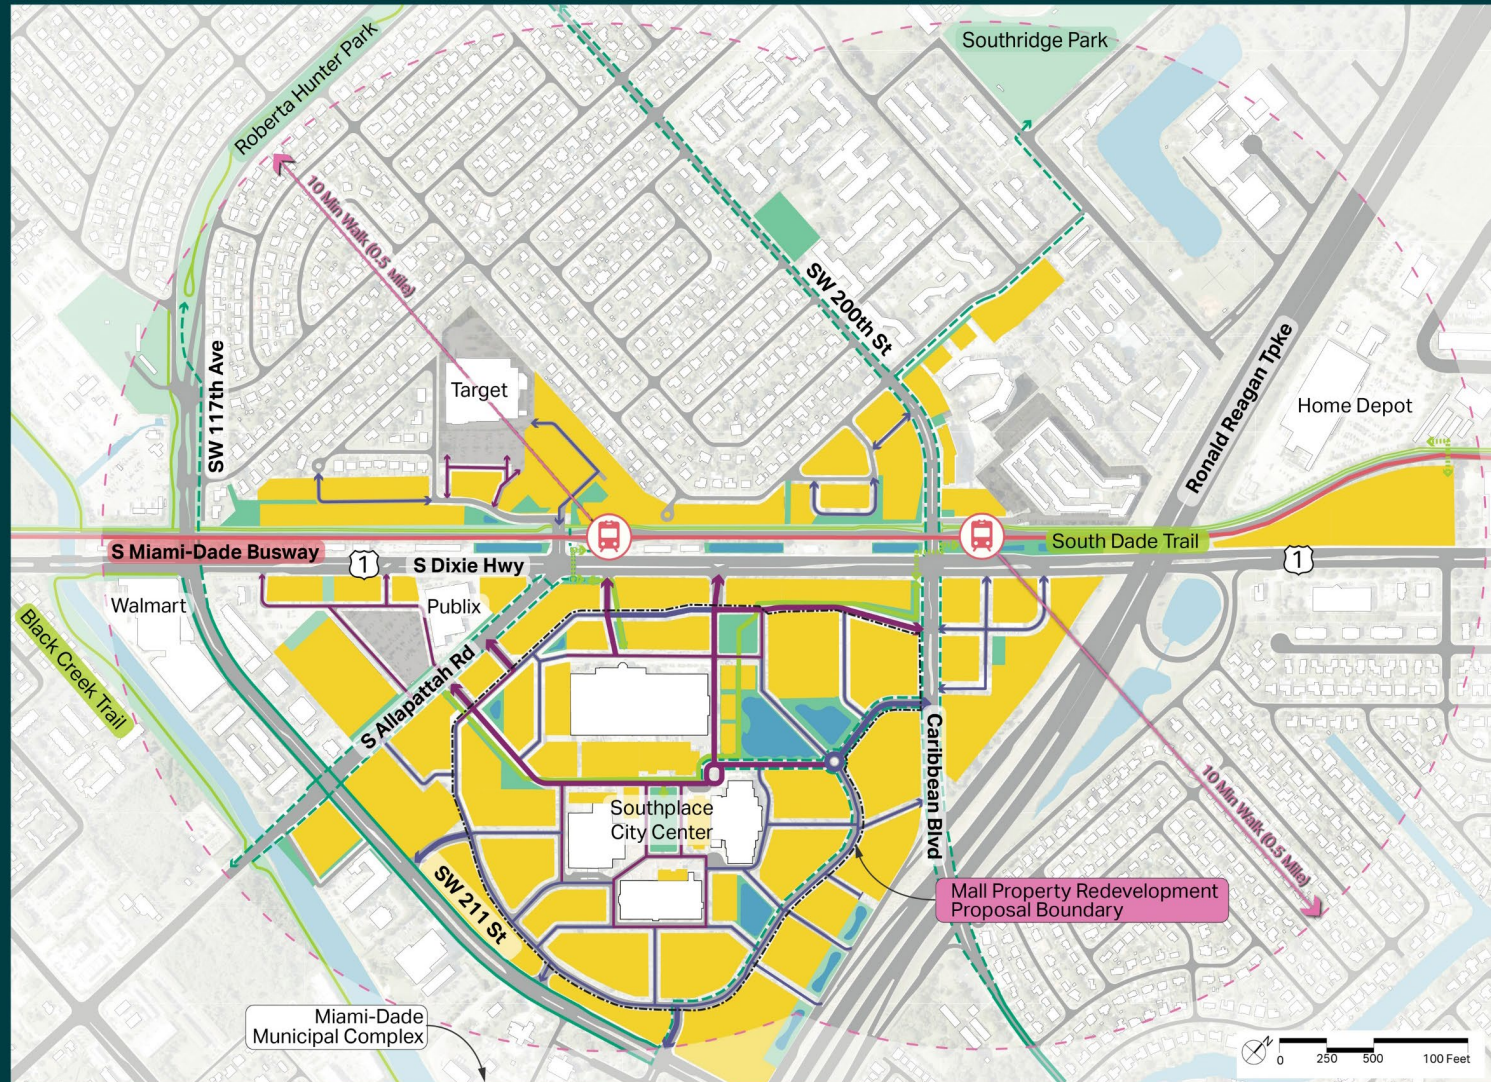 Southridge Park
Roberta Hunter Park
10 Min Walk (0.5 Mile)
SW 200th St
SW 117th Ave
Target
Ronald Reagan Tpke
Home Depot
S Miami-Dade Busway
1
S Dixie Hwy
South Dade Trail
1
Walmart
Publix
Black Creek Trail
S Allapattah Rd
Caribbean Blvd
10 Min Walk (0.5 Mile)
Southplace
City Center
SW 211 St
Mall Property Redevelopment
Proposal Boundary
Miami-Dade
Municipal Complex
N
0 250 500 100 Feet